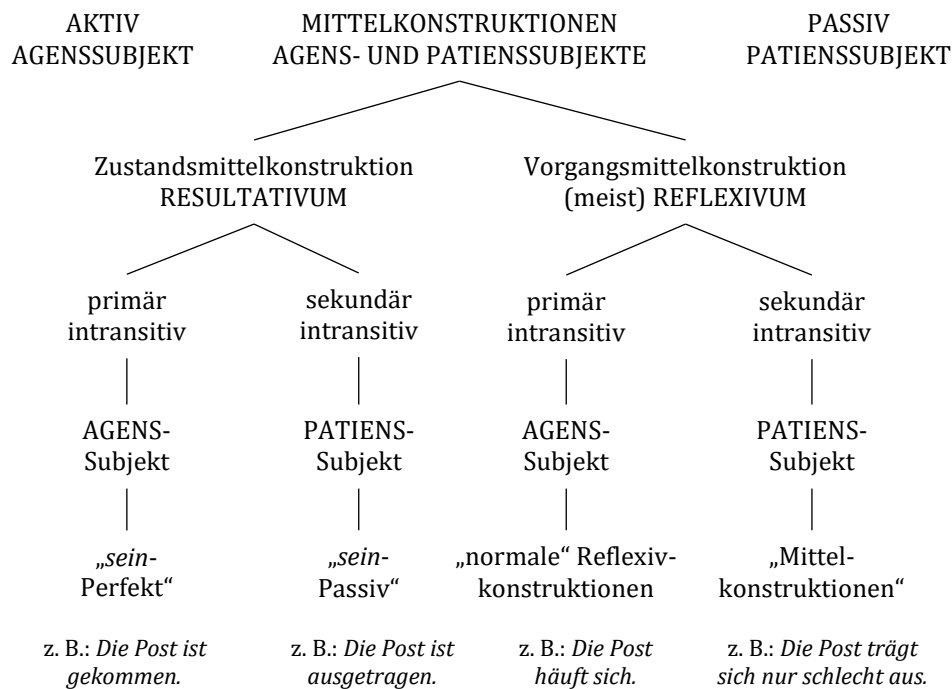 AKTIV MITTELKONSTRUKTIONEN PASSIV
AGENSSUBJEKT AGENS- UND PATIENSSUBJEKTE PATIENSSUBJEKT
Zustandsmittelkonstruktion Vorgangsmittelkonstruktion
RESULTATIVUM (meist) REFLEXIVUM
primär sekundär primär sekundär
intransitiv intransitiv intransitiv intransitiv
AGENS- PATIENS- AGENS- PATIENS-
Subjekt Subjekt Subjekt Subjekt
„sein- „sein- „normale“ Reflexiv- „Mittel-
Perfekt“ Passiv“ konstruktionen konstruktionen“
z. B.: Die Post ist z. B.: Die Post ist z. B.: Die Post z. B.: Die Post trägt
gekommen. ausgetragen. häuft sich. sich nur schlecht aus.